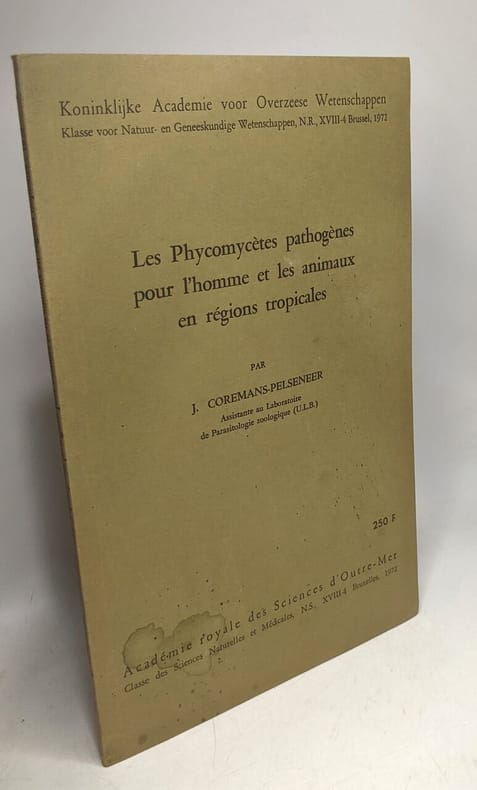 Koninklijke Academie voor Overzeese Wetenschappen
Klasse voor Natuur- en Geneeskundige Wetenschappen, N.R., XVIII-4 Brussel, 1972
Les Phycomycètes pathogènes
pour l'homme et les animaux
en régions tropicales
PAR
J. COREMANS-PELSENEER
Assistante au Laboratoire
de Parasitologie zoologique (U.L.B.)
250 F
Académie royale des Sciences d'Outre-Mer
Classe des Sciences Naturelles et Médicales, N.S., XVIII-4 Bruxelles, 1972